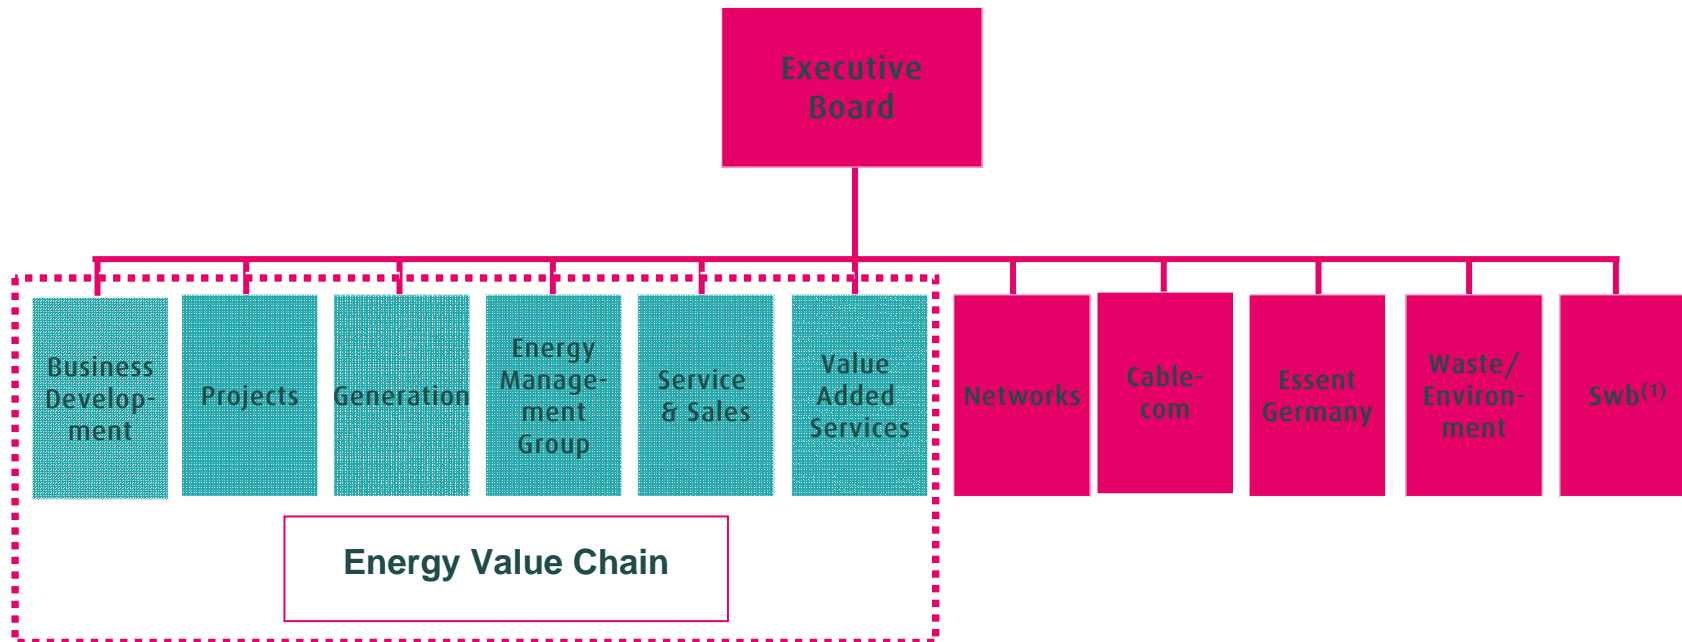 Executive
Board
Business
Develop-
ment
Projects
Generation
Energy
Manage-
ment
Group
Service
& Sales
Value
Added
Services
Networks
Cable-
com
Essent
Germany
Waste/
Environ-
ment
Swb(1)
Energy Value Chain